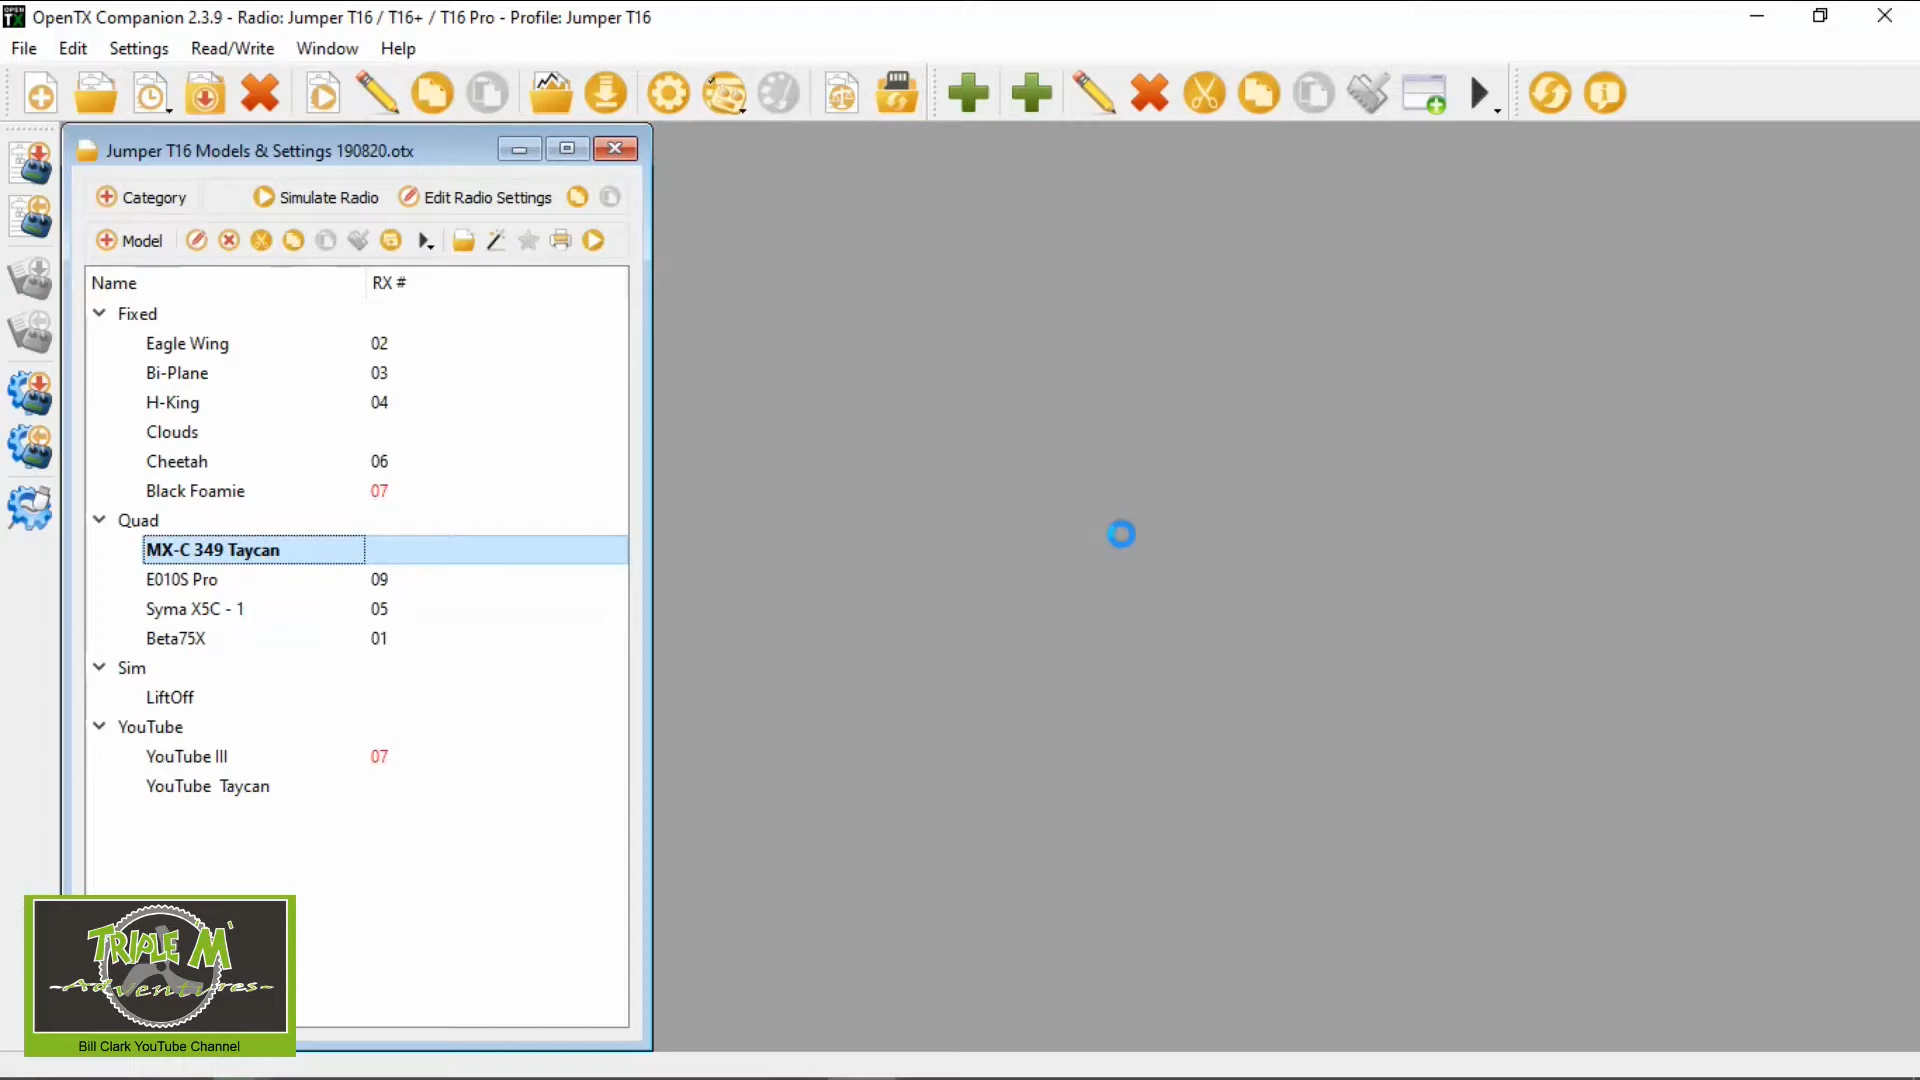 OpenTX Companion 2.3.9 - Radio: Jumper T16 / T16+ / T16 Pro - Profile: Jumper T16
File Edit Settings Read/Write Window Help
Jumper T16 Models & Settings 190820.otx
Category Simulate Radio Edit Radio Settings
Model
Name RX #
Fixed
Eagle Wing 02
Bi-Plane 03
H-King 04
Clouds
Cheetah 06
Black Foamie 07
Quad
MX-C 349 Taycan
E010S Pro 09
Syma X5C - 1 05
Beta75X 01
Sim
LiftOff
YouTube
YouTube III 07
YouTube Taycan
TRIPLE M
-Adventures-
Bill Clark YouTube Channel